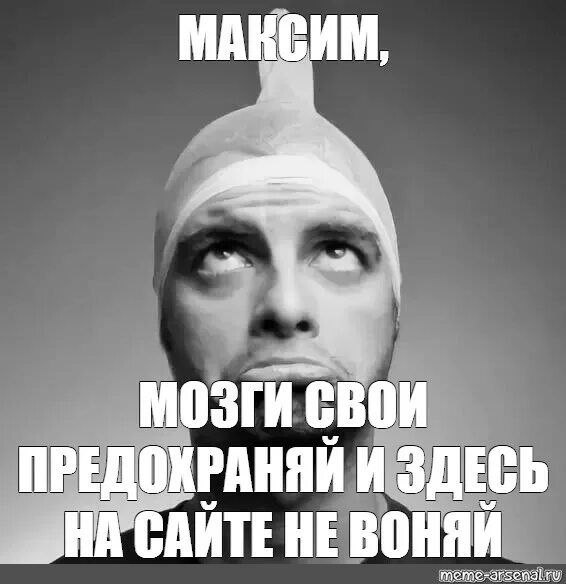 МАКСИМ,
МОЗГИ СВОИ
ПРЕДОХРАНЯЙ И ЗДЕСЬ
НА САЙТЕ НЕ ВОНЯЙ
meme-arsenal.ru